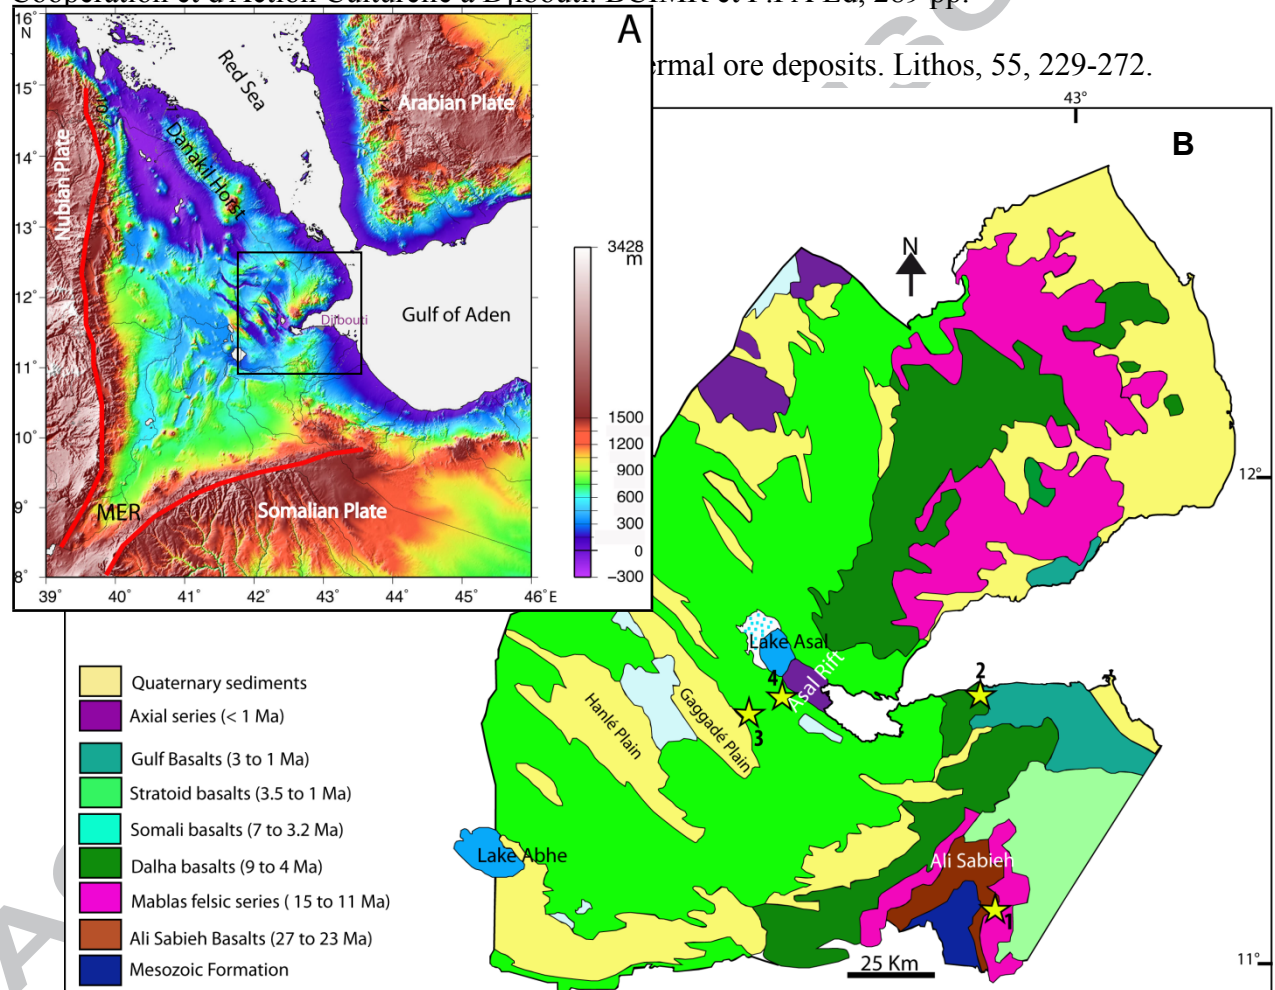 ermal ore deposits. Lithos, 55, 229-272.
A
16°
N
15°
14°
13°
12°
11°
10°
9°
8°
39°
40°
41°
42°
43°
44°
45°
46°E
Red Sea
Arabian Plate
Nubian Plate
Danakil Horst
Djibouti
Gulf of Aden
MER
Somalian Plate
3428
m
1500
1200
900
600
300
0
−300
43°
B
N
12°
Lake Asal
Asal Rift
4
3
2
Hanlé Plain
Gaggadé Plain
Lake Abhe
Ali Sabieh
1
25 Km
11°
Quaternary sediments
Axial series (< 1 Ma)
Gulf Basalts (3 to 1 Ma)
Stratoid basalts (3.5 to 1 Ma)
Somali basalts (7 to 3.2 Ma)
Dalha basalts (9 to 4 Ma)
Mablas felsic series ( 15 to 11 Ma)
Ali Sabieh Basalts (27 to 23 Ma)
Mesozoic Formation